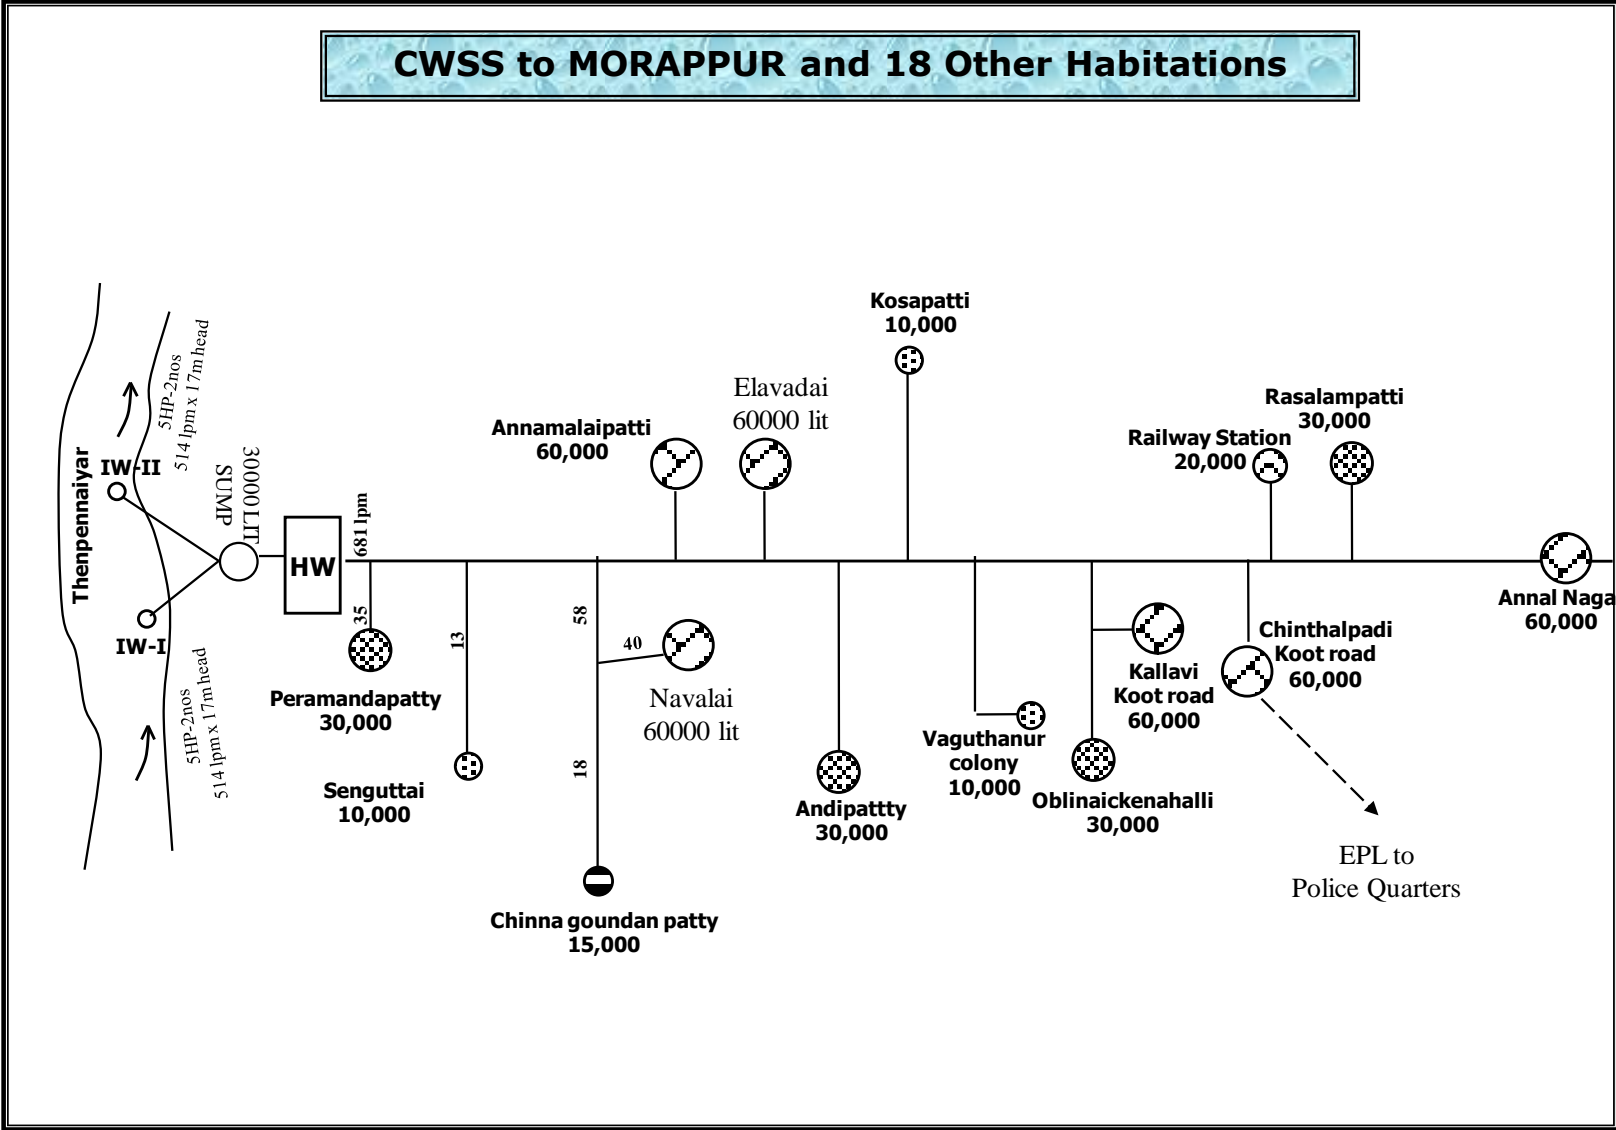 CWSS to MORAPPUR and 18 Other Habitations
Thenpennaiyar
IW-II
5HP-2nos
514 lpm x 17m head
IW-I
5HP-2nos
514 lpm x 17m head
30000 LIT
SUMP
HW
681 lpm
35
Peramandapatty
30,000
13
Senguttai
10,000
58
40
18
Navalai
60000 lit
Chinna goundan patty
15,000
Annamalaipatti
60,000
Elavadai
60000 lit
Andipattty
30,000
Kosapatti
10,000
Vaguthanur
colony
10,000
Kallavi
Koot road
60,000
Oblinaickenahalli
30,000
Chinthalpadi
Koot road
60,000
EPL to
Police Quarters
Railway Station
20,000
Rasalampatti
30,000
Annal Naga
60,000